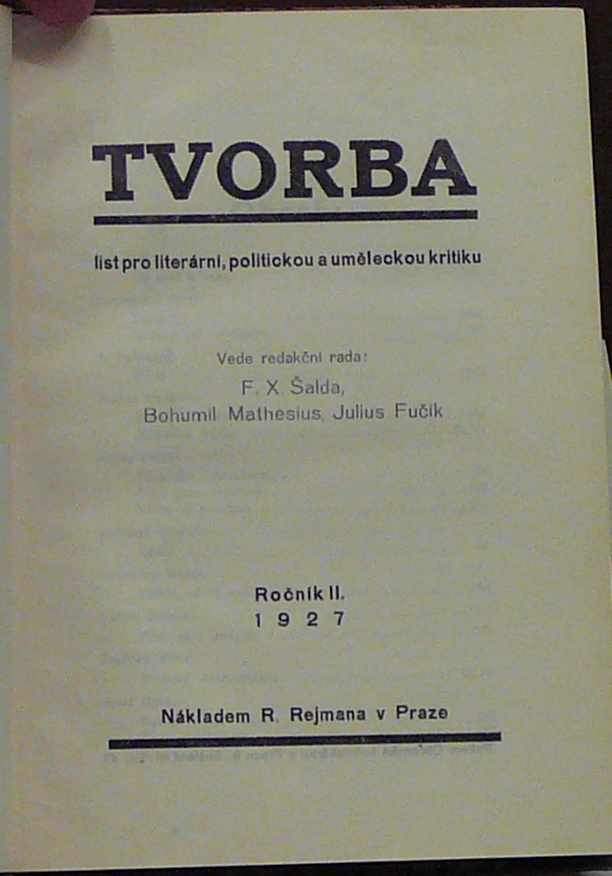 TVORBA
list pro literární, politickou a uměleckou kritiku
Vede redakční rada:
F. X. Šalda,
Bohumil Mathesius, Julius Fučík
Ročník II.
1 9 2 7
Nákladem R. Rejmana v Praze